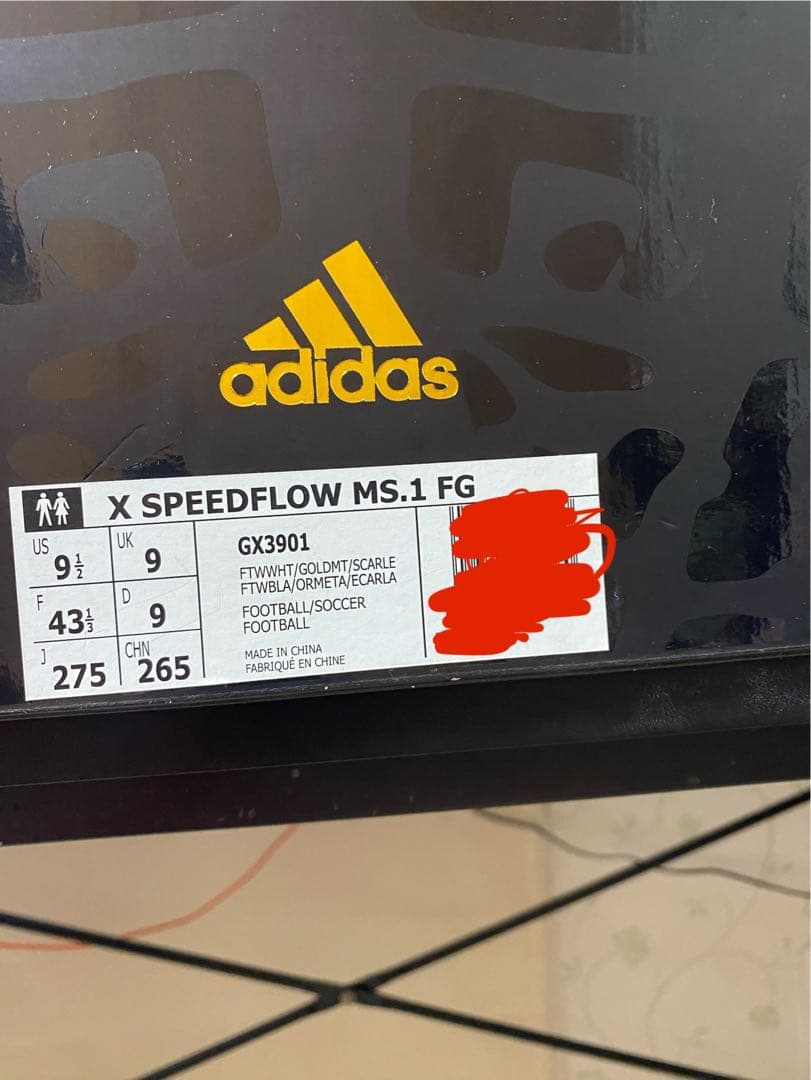 adidas
X SPEEDFLOW MS.1 FG
US 9½ UK 9
F 43⅓ D 9
J 275 CHN 265
GX3901
FTWWHT/GOLDMT/SCARLE
FTWBLA/ORMETA/ECARLA
FOOTBALL/SOCCER
FOOTBALL
MADE IN CHINA
FABRIQUÉ EN CHINE